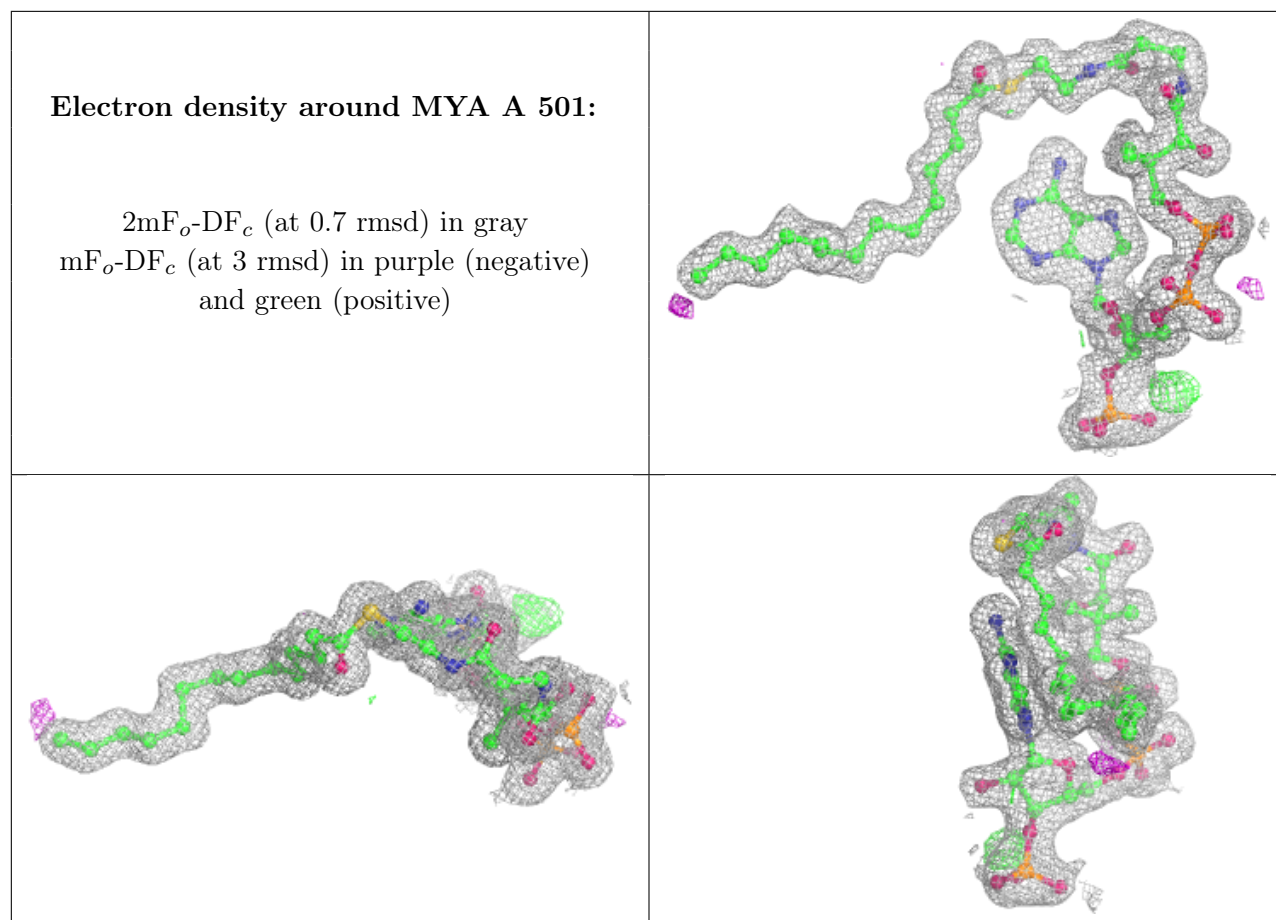 Electron density around MYA A 501:
2mFo-DFc (at 0.7 rmsd) in gray
mFo-DFc (at 3 rmsd) in purple (negative)
and green (positive)